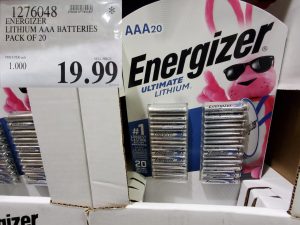 1276048
ENERGIZER
LITHIUM AAA BATTERIES
PACK OF 20
1.000
19.99
AAA20
Energizer
ULTIMATE
LITHIUM
#1
20
Energizer